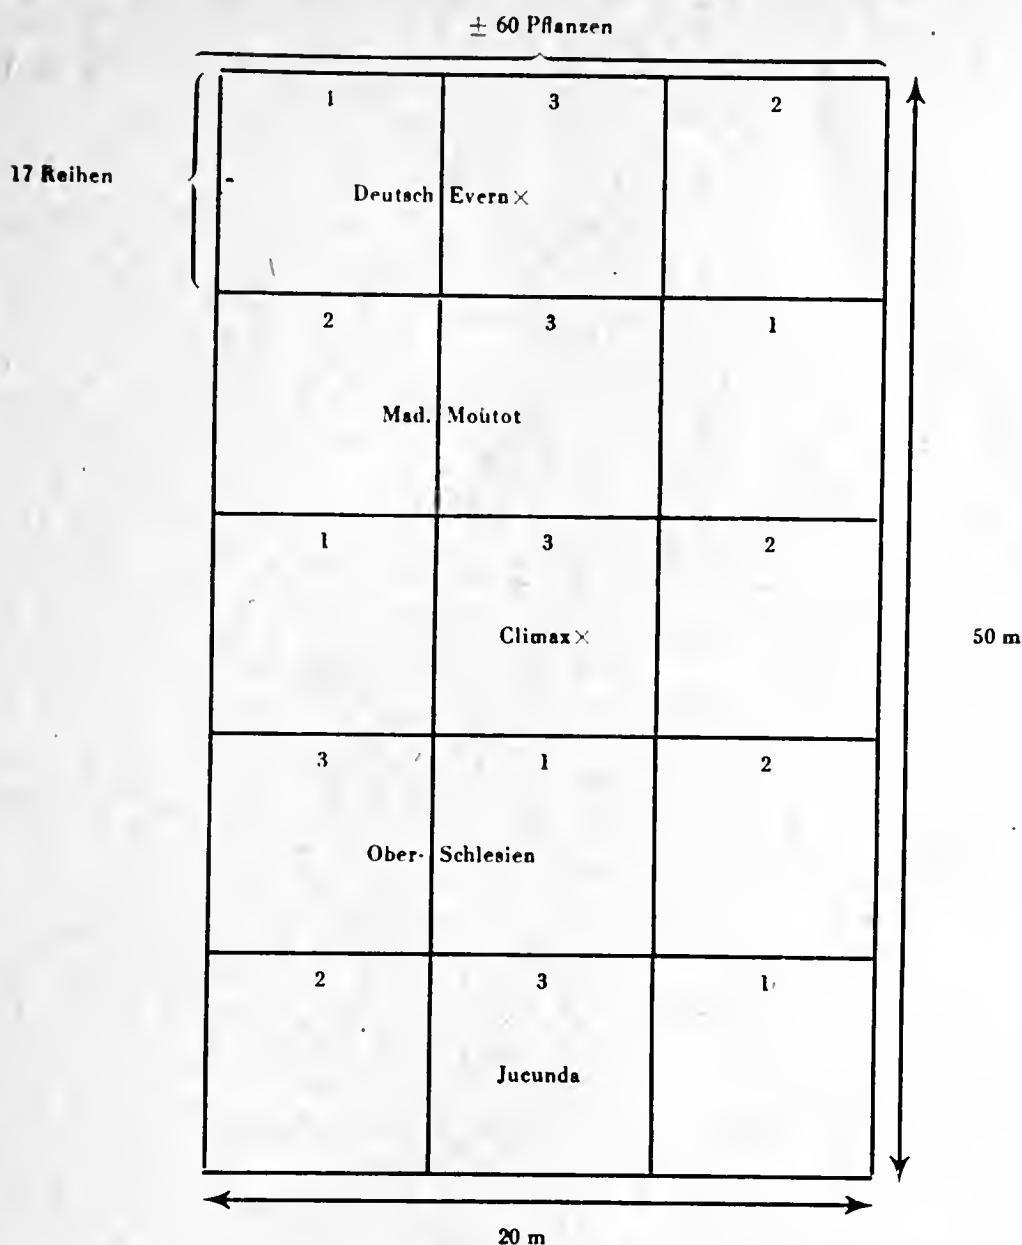 ± 60 Pflanzen
1 3 2
17 Reihen
Deutsch Evern ×
2 3 1
Mad. Moutot
1 3 2
Climax ×
50 m
3 1 2
Ober- Schlesien
2 3 1
Jucunda
20 m